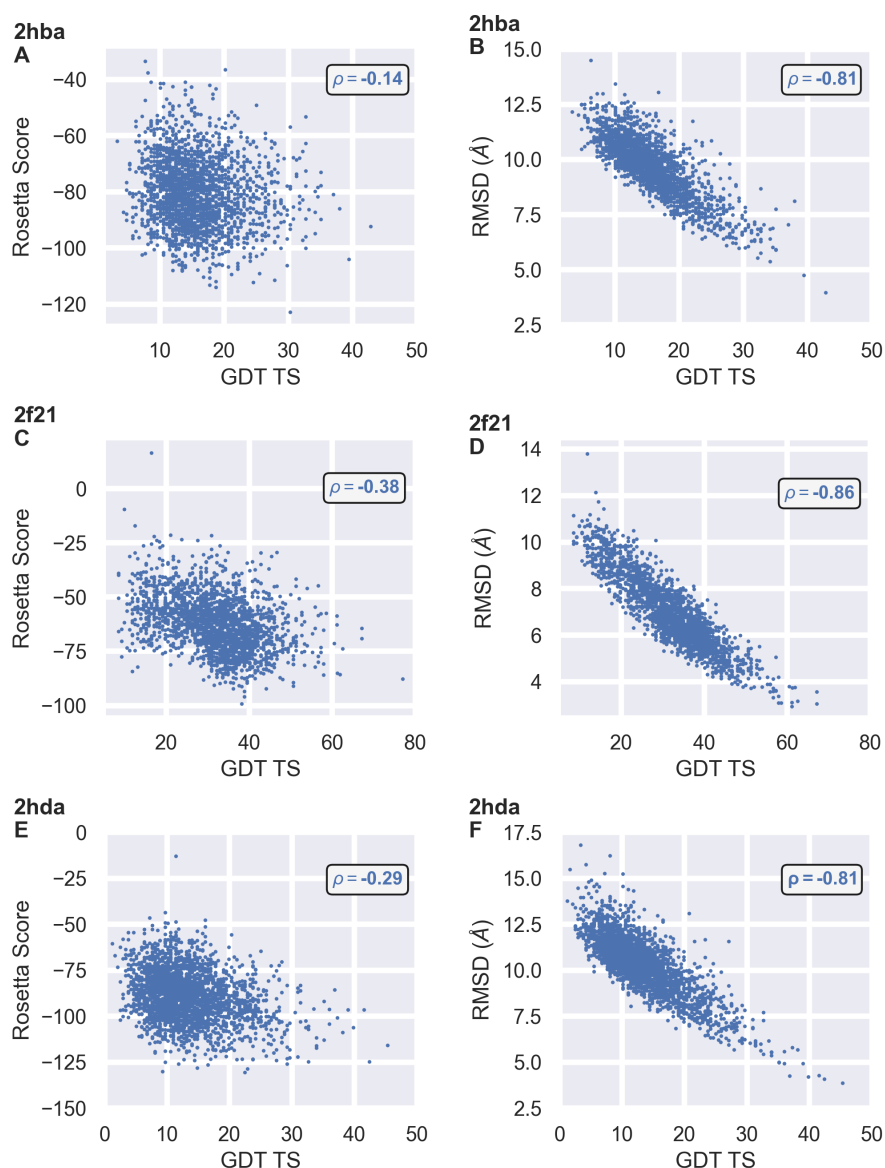 2hba
A
−40
−60
−80
−100
−120
Rosetta Score
ρ = -0.14
10 20 30 40 50
GDT TS
2hba
B
15.0
12.5
10.0
7.5
5.0
2.5
RMSD (Å)
ρ = -0.81
10 20 30 40 50
GDT TS
2f21
C
0
−25
−50
−75
−100
Rosetta Score
ρ = -0.38
20 40 60 80
GDT TS
2f21
D
14
12
10
8
6
4
RMSD (Å)
ρ = -0.86
20 40 60 80
GDT TS
2hda
E
0
−25
−50
−75
−100
−125
−150
Rosetta Score
ρ = -0.29
0 10 20 30 40 50
GDT TS
2hda
F
17.5
15.0
12.5
10.0
7.5
5.0
2.5
RMSD (Å)
ρ = -0.81
0 10 20 30 40 50
GDT TS